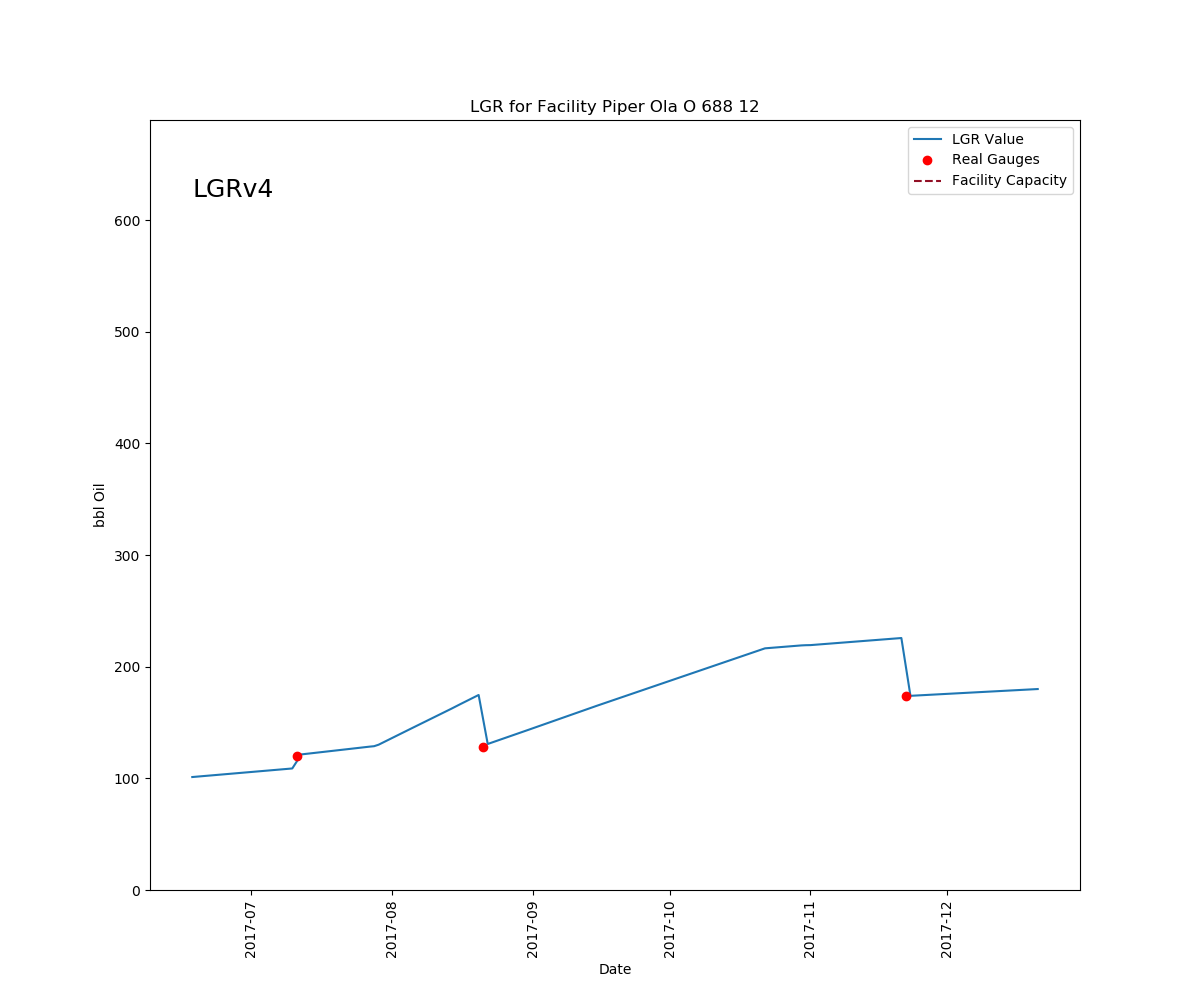 LGR for Facility Piper Ola O 688 12
LGRv4
LGR Value
Real Gauges
Facility Capacity
600
500
400
300
200
100
0
bbl Oil
2017-07
2017-08
2017-09
2017-10
2017-11
2017-12
Date